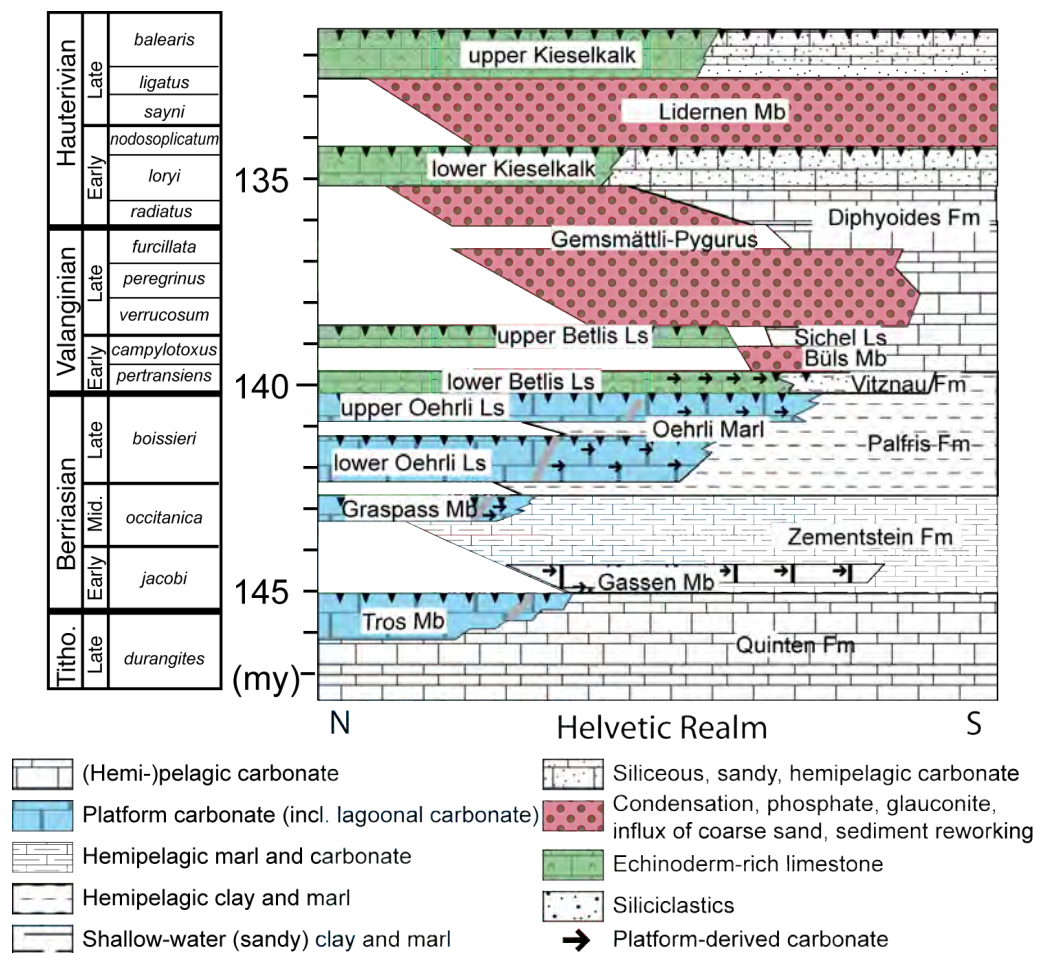 Hauterivian
Late
balearis
ligatus
sayni
Early
nodosoplicatum
loryi
radiatus
Valanginian
Late
furcillata
peregrinus
verrucosum
Early
campylotoxus
pertransiens
Berriasian
Late
boissieri
Mid.
occitanica
Early
jacobi
Titho.
Late
durangites
135
140
145
(my)
upper Kieselkalk
Lidernen Mb
lower Kieselkalk
Diphyoides Fm
Gemsmättli-Pygurus
upper Betlis Ls
Sichel Ls
Büls Mb
lower Betlis Ls
Vitznau Fm
upper Oehrli Ls
Oehrli Marl
Palfris Fm
lower Oehrli Ls
Graspass Mb
Zementstein Fm
Gassen Mb
Tros Mb
Quinten Fm
N
Helvetic Realm
S
(Hemi-)pelagic carbonate
Platform carbonate (incl. lagoonal carbonate)
Hemipelagic marl and carbonate
Hemipelagic clay and marl
Shallow-water (sandy) clay and marl
Siliceous, sandy, hemipelagic carbonate
Condensation, phosphate, glauconite,
influx of coarse sand, sediment reworking
Echinoderm-rich limestone
Siliciclastics
Platform-derived carbonate